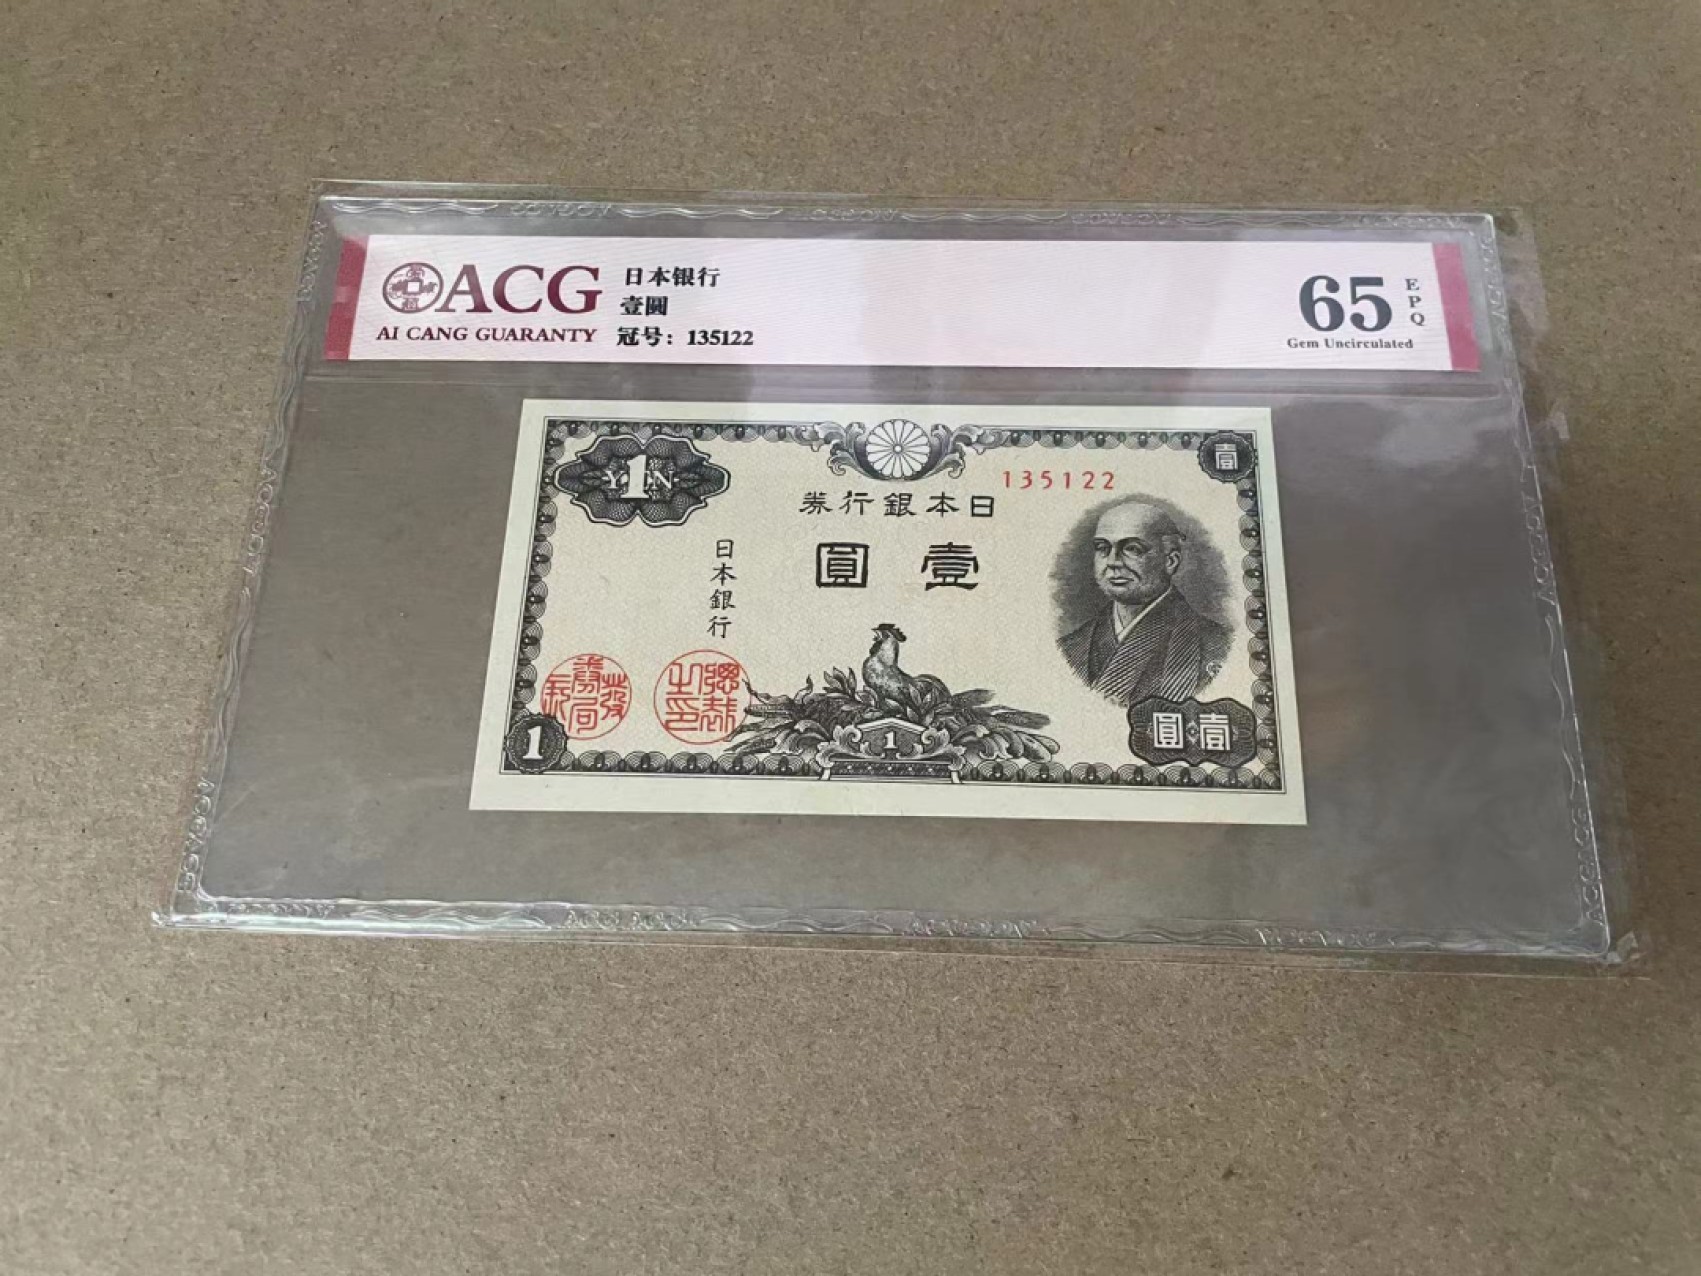 ACG
AI CANG GUARANTY
日本银行
壹圆
冠号：135122
65
EPQ
Gem Uncirculated
1
YEN
壹
135122
券行銀本日
圓壹
日本銀行
1
1
圓壹